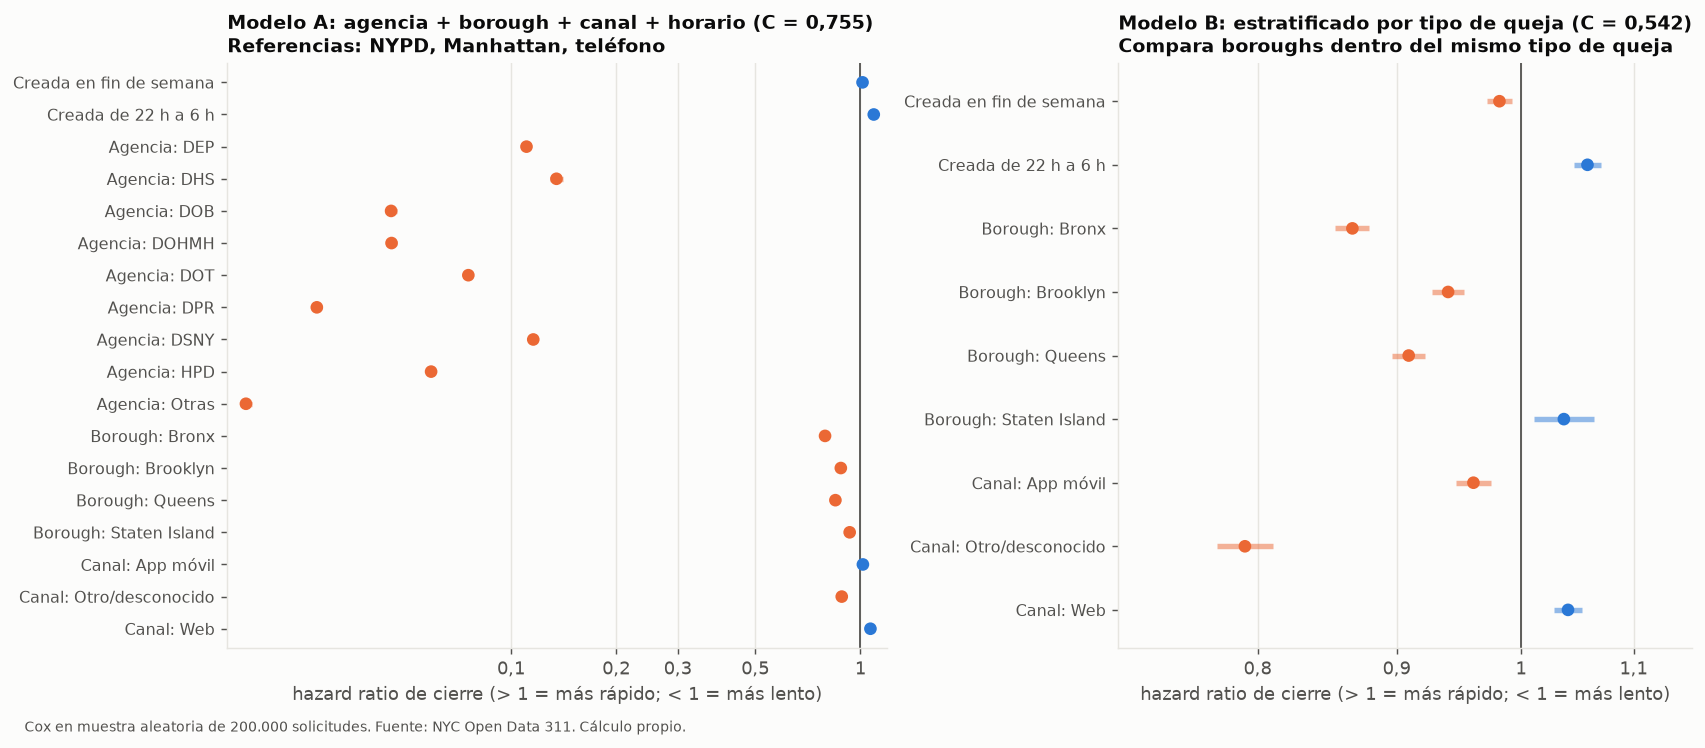 Modelo A: agencia + borough + canal + horario (C = 0,755)
Referencias: NYPD, Manhattan, teléfono
Creada en fin de semana
Creada de 22 h a 6 h
Agencia: DEP
Agencia: DHS
Agencia: DOB
Agencia: DOHMH
Agencia: DOT
Agencia: DPR
Agencia: DSNY
Agencia: HPD
Agencia: Otras
Borough: Bronx
Borough: Brooklyn
Borough: Queens
Borough: Staten Island
Canal: App móvil
Canal: Otro/desconocido
Canal: Web
0,1 0,2 0,3 0,5 1
hazard ratio de cierre (> 1 = más rápido; < 1 = más lento)
Modelo B: estratificado por tipo de queja (C = 0,542)
Compara boroughs dentro del mismo tipo de queja
Creada en fin de semana
Creada de 22 h a 6 h
Borough: Bronx
Borough: Brooklyn
Borough: Queens
Borough: Staten Island
Canal: App móvil
Canal: Otro/desconocido
Canal: Web
0,8 0,9 1 1,1
hazard ratio de cierre (> 1 = más rápido; < 1 = más lento)
Cox en muestra aleatoria de 200.000 solicitudes. Fuente: NYC Open Data 311. Cálculo propio.